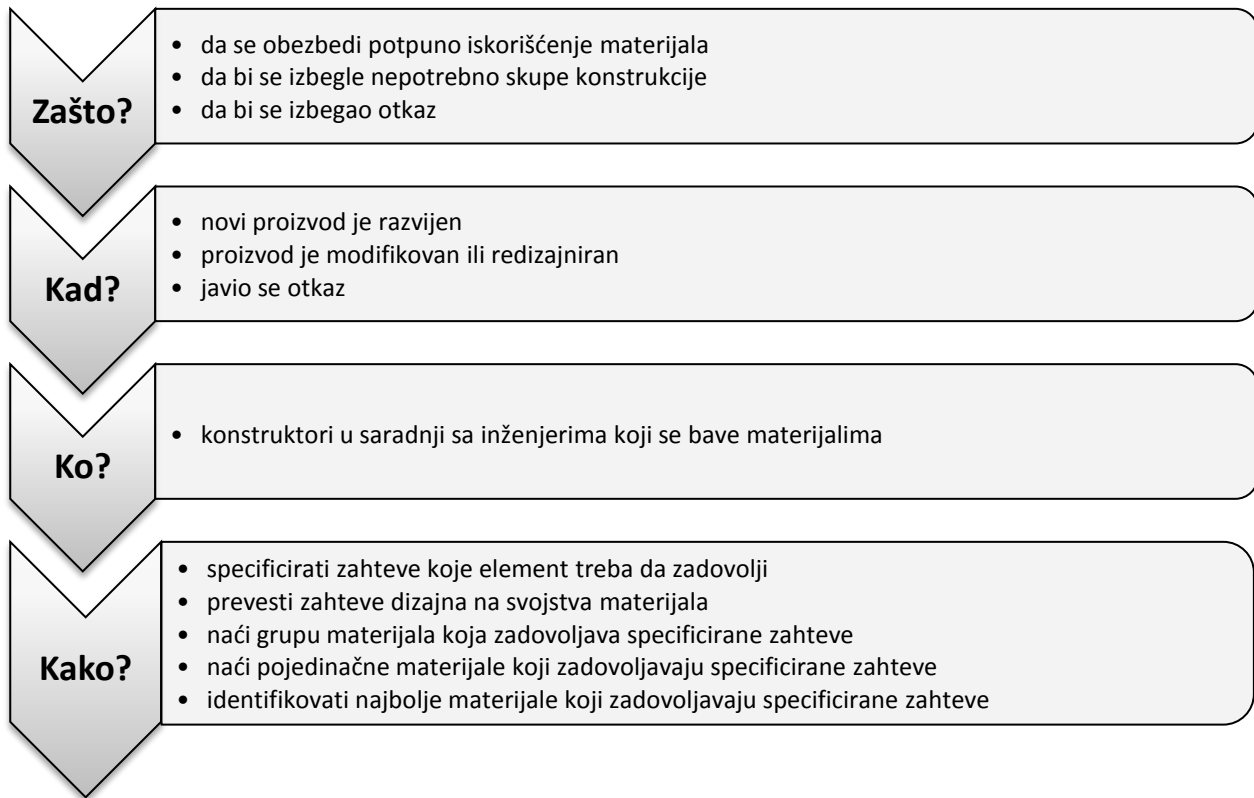 Zašto?
• da se obezbedi potpuno iskorišćenje materijala
• da bi se izbegle nepotrebno skupe konstrukcije
• da bi se izbegao otkaz
Kad?
• novi proizvod je razvijen
• proizvod je modifikovan ili redizajniran
• javio se otkaz
Ko?
• konstruktori u saradnji sa inženjerima koji se bave materijalima
Kako?
• specificirati zahteve koje element treba da zadovolji
• prevesti zahteve dizajna na svojstva materijala
• naći grupu materijala koja zadovoljava specificirane zahteve
• naći pojedinačne materijale koji zadovoljavaju specificirane zahteve
• identifikovati najbolje materijale koji zadovoljavaju specificirane zahteve